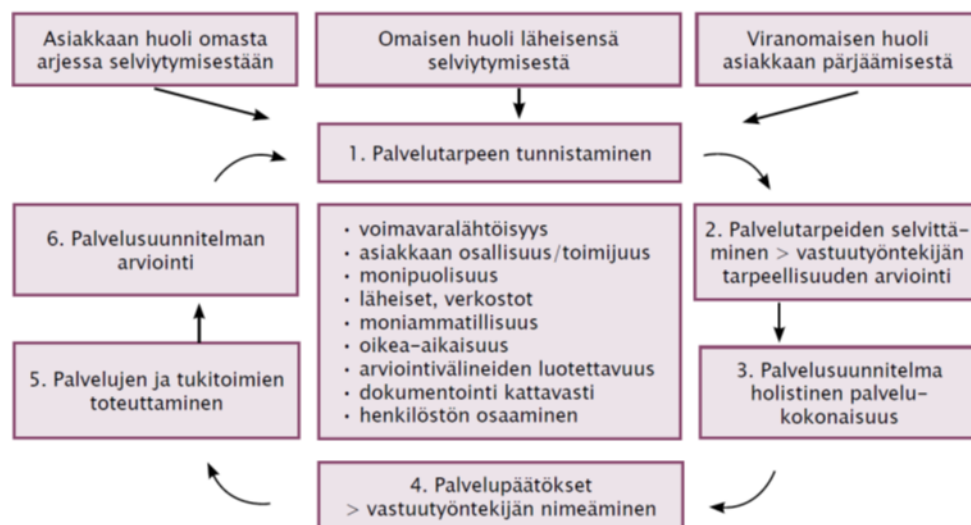 Asiakkaan huoli omasta
arjessa selviytymisestään
Omaisen huoli läheisensä
selviytymisestä
Viranomaisen huoli
asiakkaan pärjäämisestä
1. Palvelutarpeen tunnistaminen
2. Palvelutarpeiden selvittä-
minen > vastuutyöntekijän
tarpeellisuuden arviointi
3. Palvelusuunnitelma
holistinen palvelu-
kokonaisuus
4. Palvelupäätökset
> vastuutyöntekijän nimeäminen
5. Palvelujen ja tukitoimien
toteuttaminen
6. Palvelusuunnitelman
arviointi
• voimavaralähtöisyys
• asiakkaan osallisuus/toimijuus
• monipuolisuus
• läheiset, verkostot
• moniammatillisuus
• oikea-aikaisuus
• arviointivälineiden luotettavuus
• dokumentointi kattavasti
• henkilöstön osaaminen